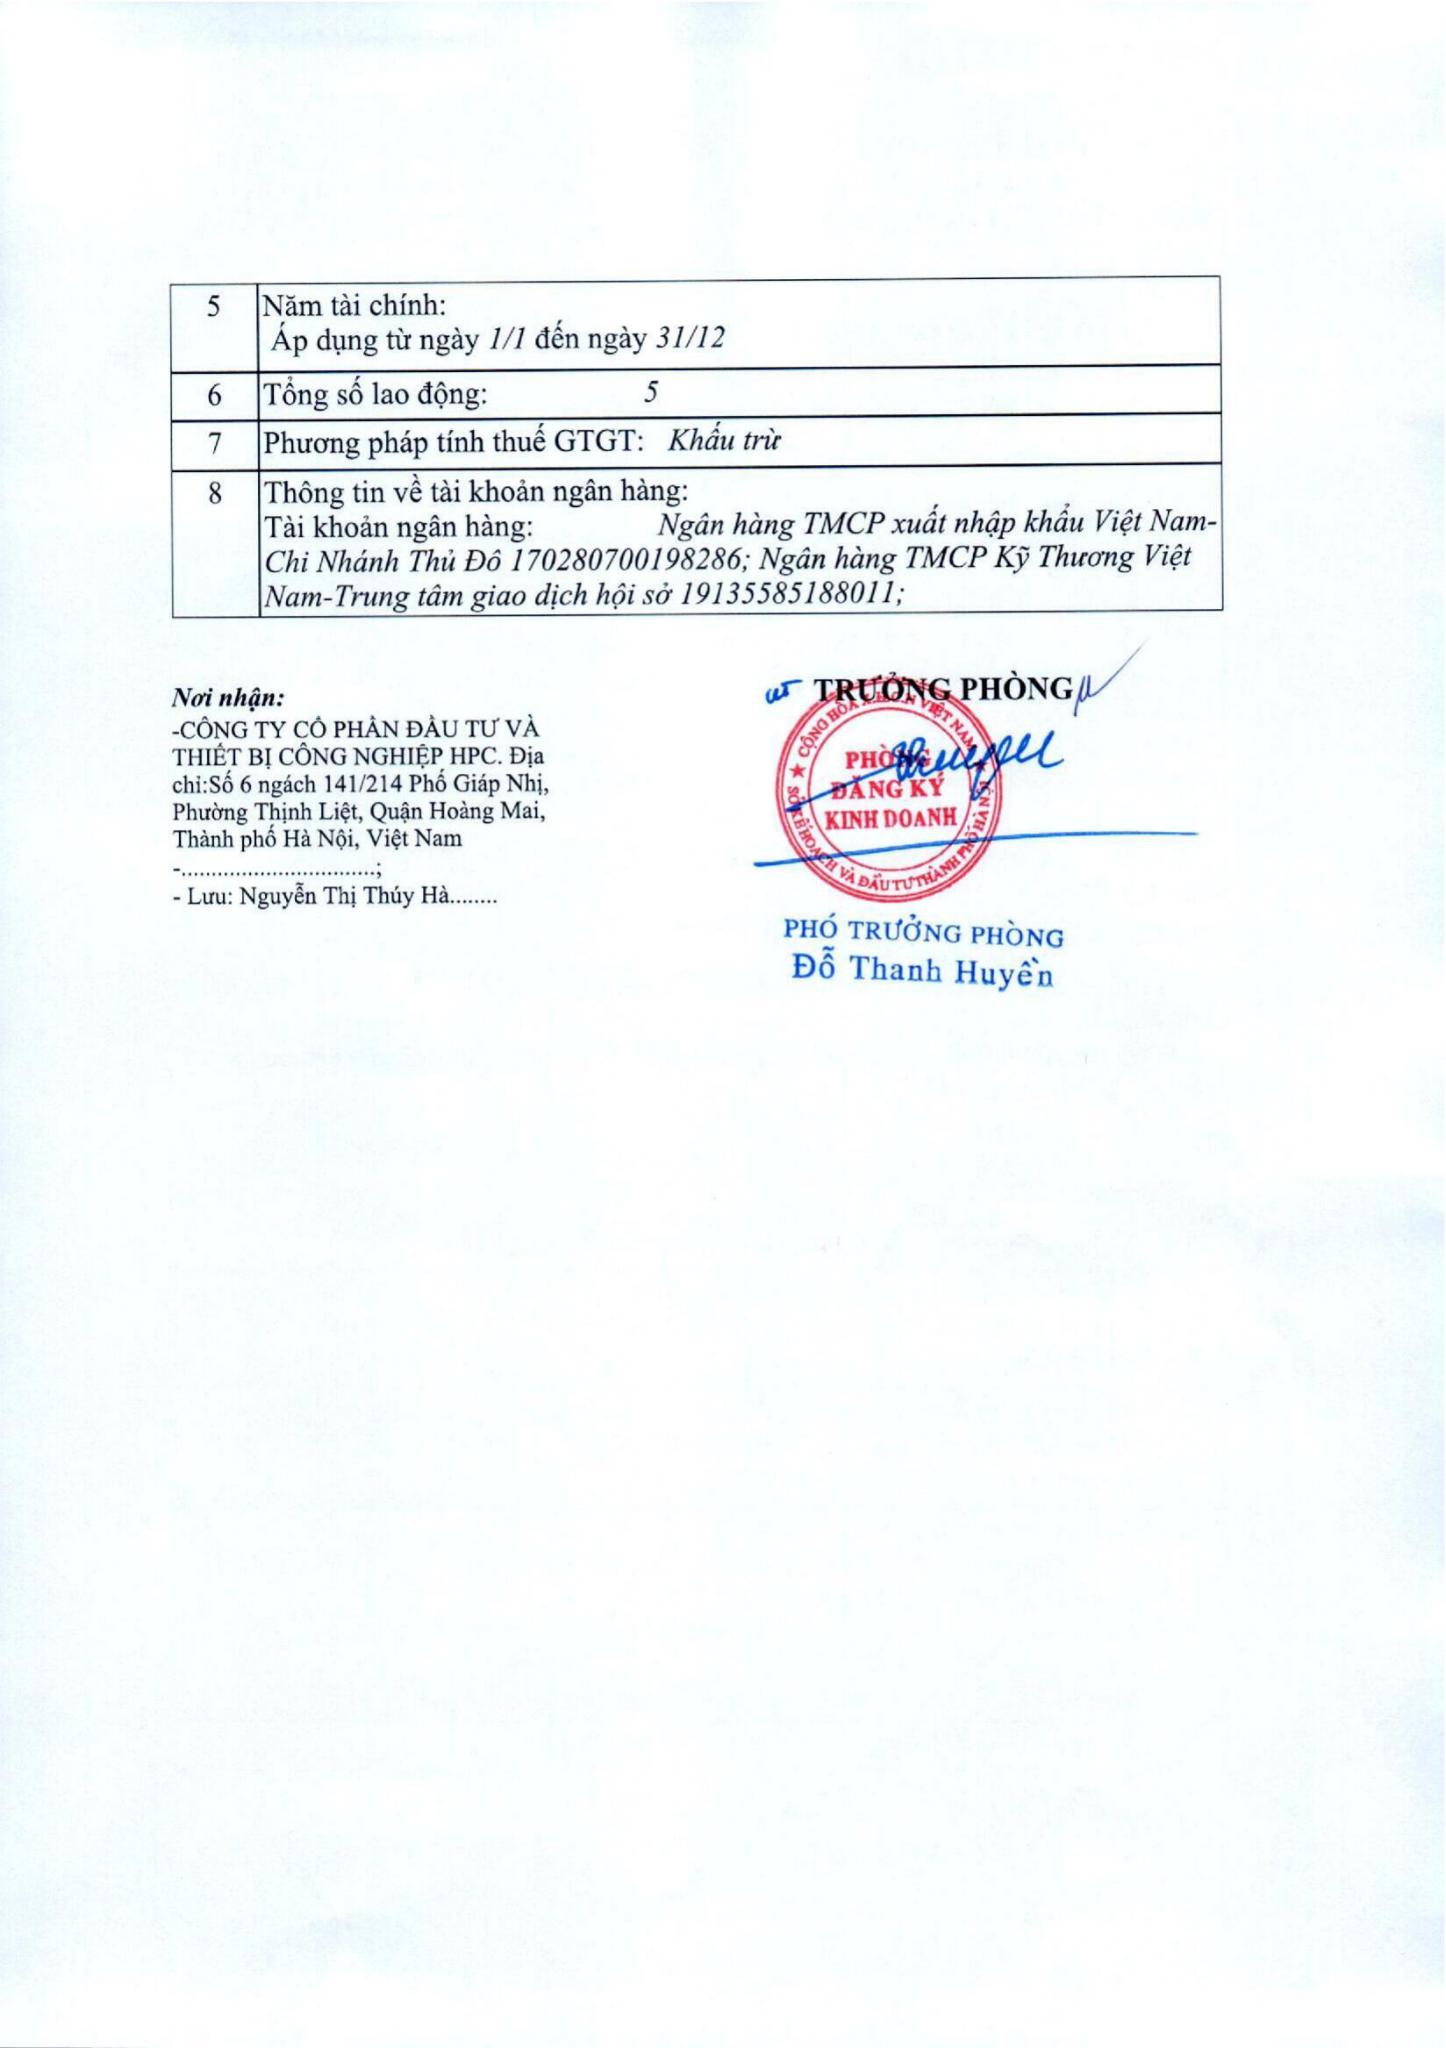 5 Năm tài chính:
Áp dụng từ ngày 1/1 đến ngày 31/12
6 Tổng số lao động: 5
7 Phương pháp tính thuế GTGT: Khấu trừ
8 Thông tin về tài khoản ngân hàng:
Tài khoản ngân hàng: Ngân hàng TMCP xuất nhập khẩu Việt Nam-
Chi Nhánh Thủ Đô 170280700198286; Ngân hàng TMCP Kỹ Thương Việt
Nam-Trung tâm giao dịch hội sở 19135585188011;
Nơi nhận:
-CÔNG TY CỔ PHẦN ĐẦU TƯ VÀ
THIẾT BỊ CÔNG NGHIỆP HPC. Địa
chỉ:Số 6 ngách 141/214 Phố Giáp Nhị,
Phường Thịnh Liệt, Quận Hoàng Mai,
Thành phố Hà Nội, Việt Nam
-................................;
- Lưu: Nguyễn Thị Thúy Hà........
TRƯỞNG PHÒNG
CỘNG HÒA X.H.C.N VIỆT NAM
PHÒNG
ĐĂNG KÝ
KINH DOANH
SỞ KẾ HOẠCH VÀ ĐẦU TƯ THÀNH PHỐ HÀ NỘI
PHÓ TRƯỞNG PHÒNG
Đỗ Thanh Huyền